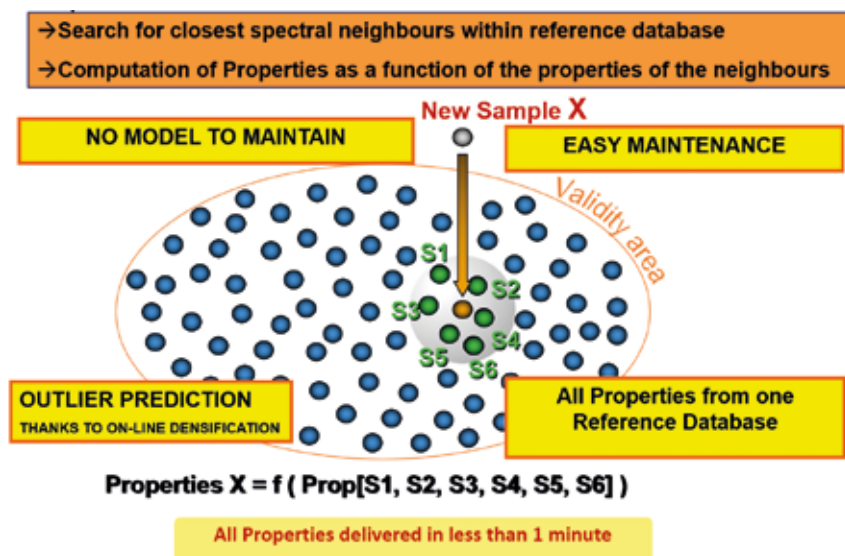 →Search for closest spectral neighbours within reference database
→Computation of Properties as a function of the properties of the neighbours
New Sample X
NO MODEL TO MAINTAIN
EASY MAINTENANCE
Validity area
S1
S2
S3
S4
S5
S6
OUTLIER PREDICTION
THANKS TO ON-LINE DENSIFICATION
All Properties from one
Reference Database
Properties X = f ( Prop[S1, S2, S3, S4, S5, S6] )
All Properties delivered in less than 1 minute